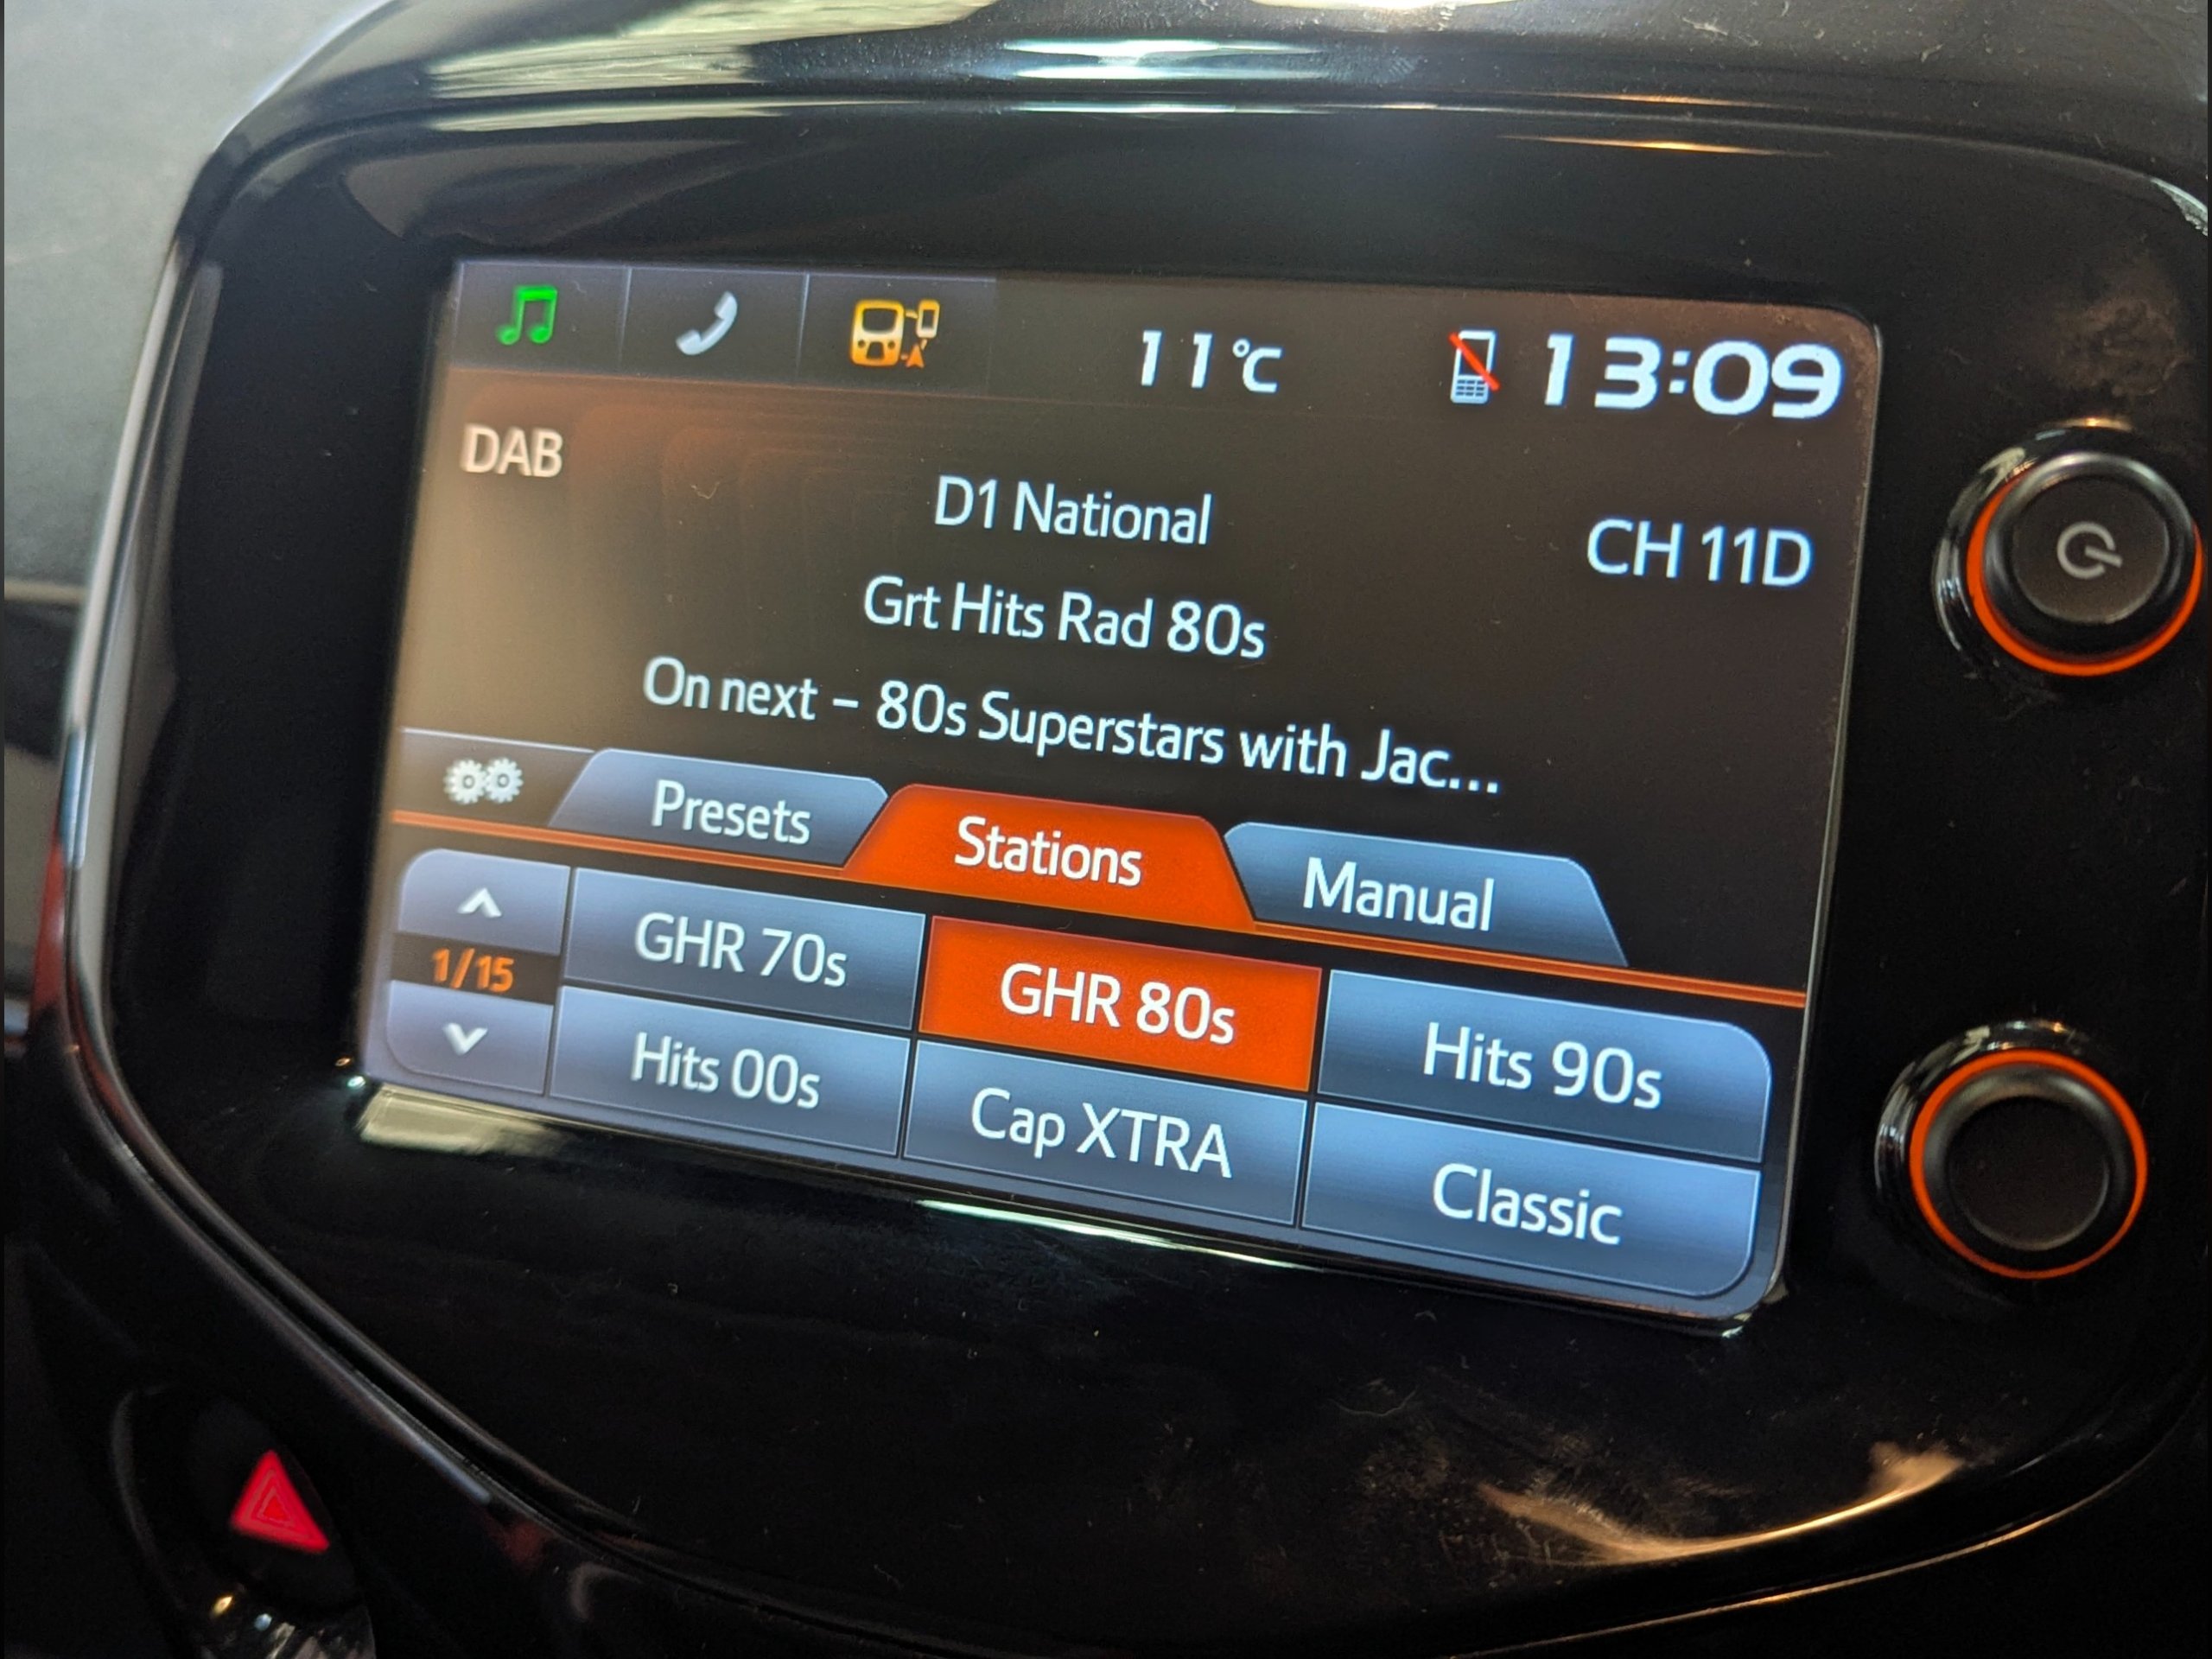 11°C
13:09
DAB
D1 National
CH 11D
Grt Hits Rad 80s
On next – 80s Superstars with Jac...
Presets
Stations
Manual
1/15
GHR 70s
GHR 80s
Hits 90s
Hits 00s
Cap XTRA
Classic